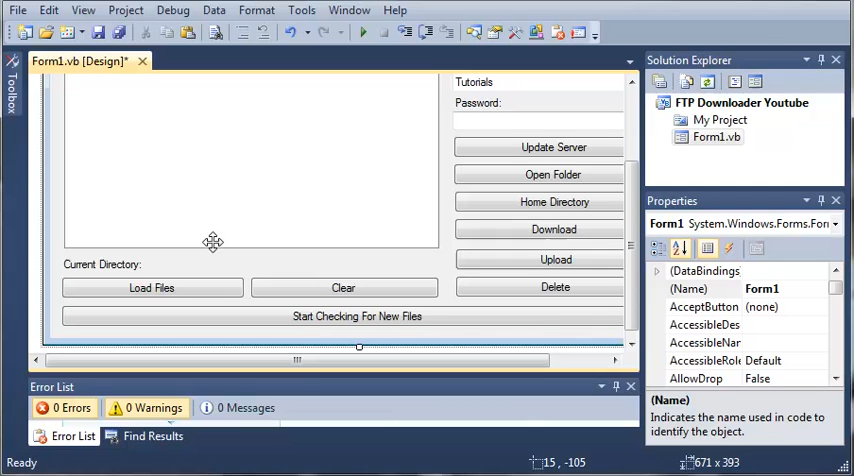 File Edit View Project Debug Data Format Tools Window Help
Form1.vb [Design]*
Toolbox
Tutorials
Password:
Update Server
Open Folder
Home Directory
Download
Upload
Delete
Current Directory:
Load Files
Clear
Start Checking For New Files
Solution Explorer
FTP Downloader Youtube
My Project
Form1.vb
Properties
Form1 System.Windows.Forms.Forn
(DataBindings
(Name) Form1
AcceptButton (none)
AccessibleDes
AccessibleNar
AccessibleRole Default
AllowDrop False
(Name)
Indicates the name used in code to
identify the object.
Error List
0 Errors
0 Warnings
0 Messages
Error List
Find Results
Ready
15 , -105
671 x 393